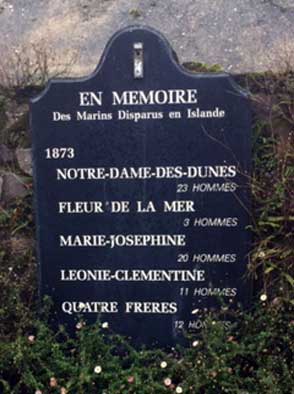 EN MEMOIRE
Des Marins Disparus en Islande
1873
NOTRE-DAME-DES-DUNES
23 HOMMES
FLEUR DE LA MER
3 HOMMES
MARIE-JOSEPHINE
20 HOMMES
LEONIE-CLEMENTINE
11 HOMMES
QUATRE FRERES
12 HOMMES